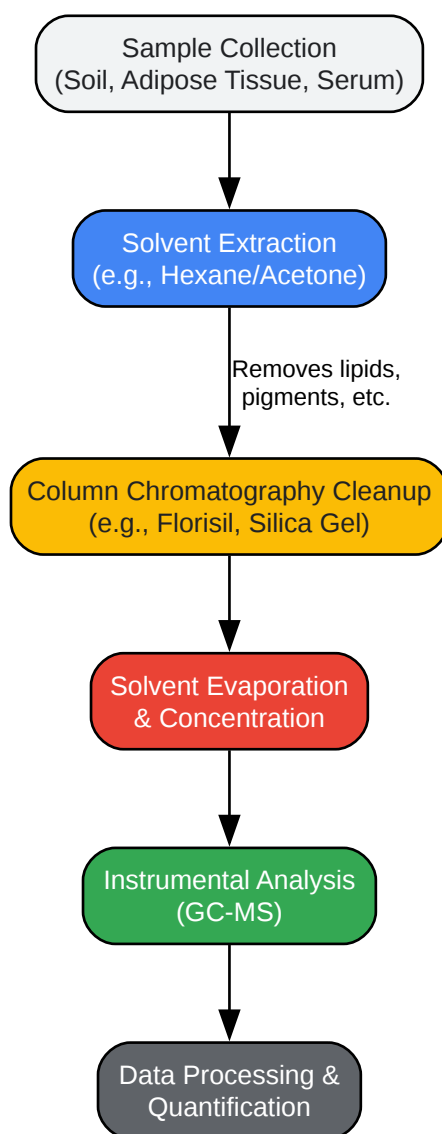 Sample Collection
(Soil, Adipose Tissue, Serum)
Solvent Extraction
(e.g., Hexane/Acetone)
Removes lipids,
pigments, etc.
Column Chromatography Cleanup
(e.g., Florisil, Silica Gel)
Solvent Evaporation
& Concentration
Instrumental Analysis
(GC-MS)
Data Processing &
Quantification